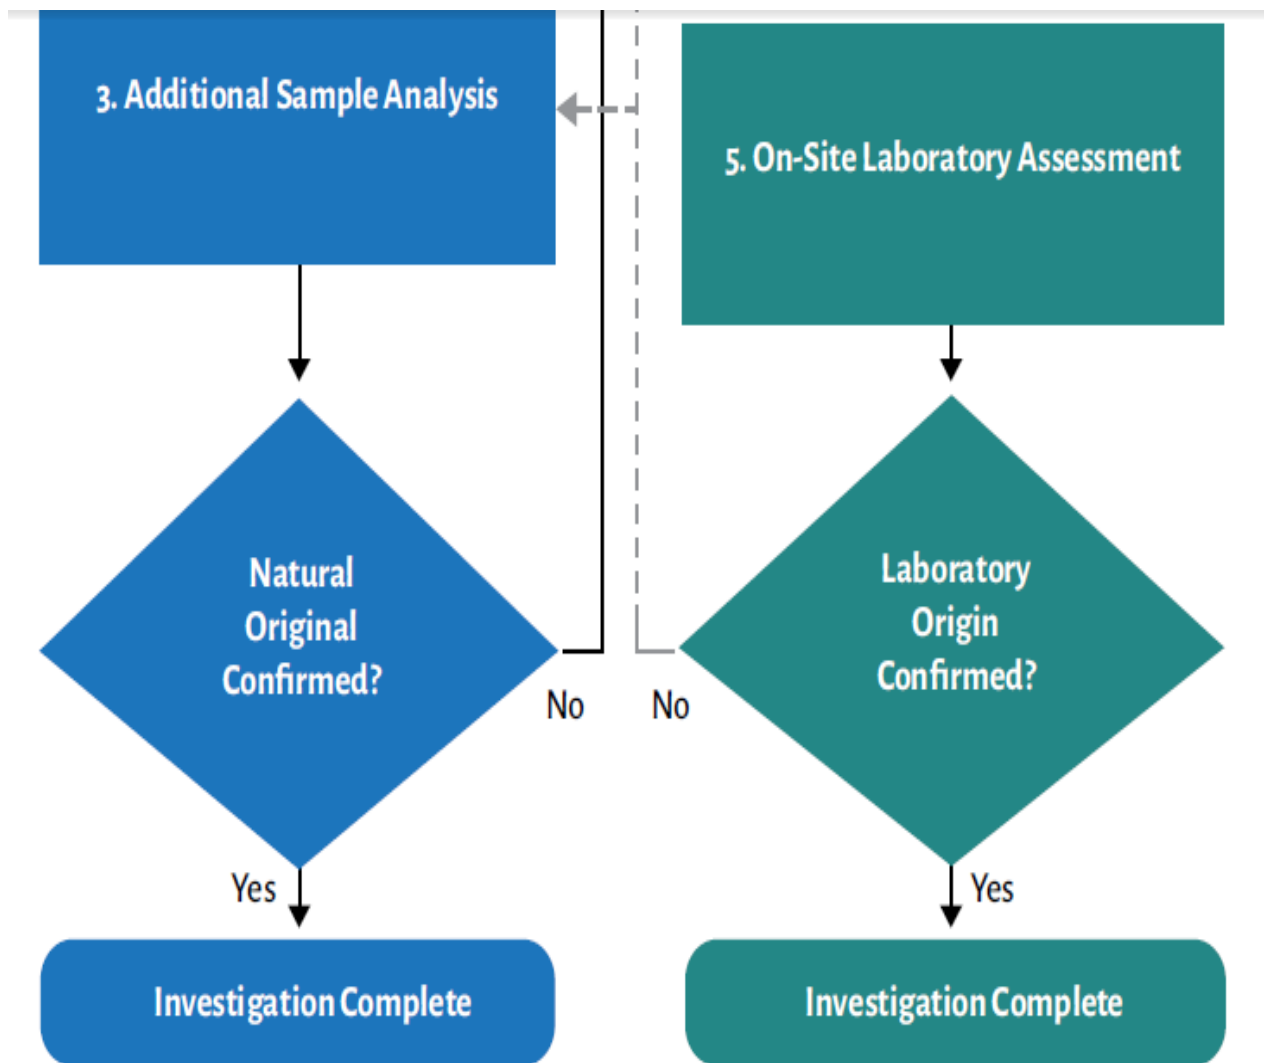 3. Additional Sample Analysis
5. On-Site Laboratory Assessment
Natural
Original
Confirmed?
No
No
Laboratory
Origin
Confirmed?
Yes
Yes
Investigation Complete
Investigation Complete